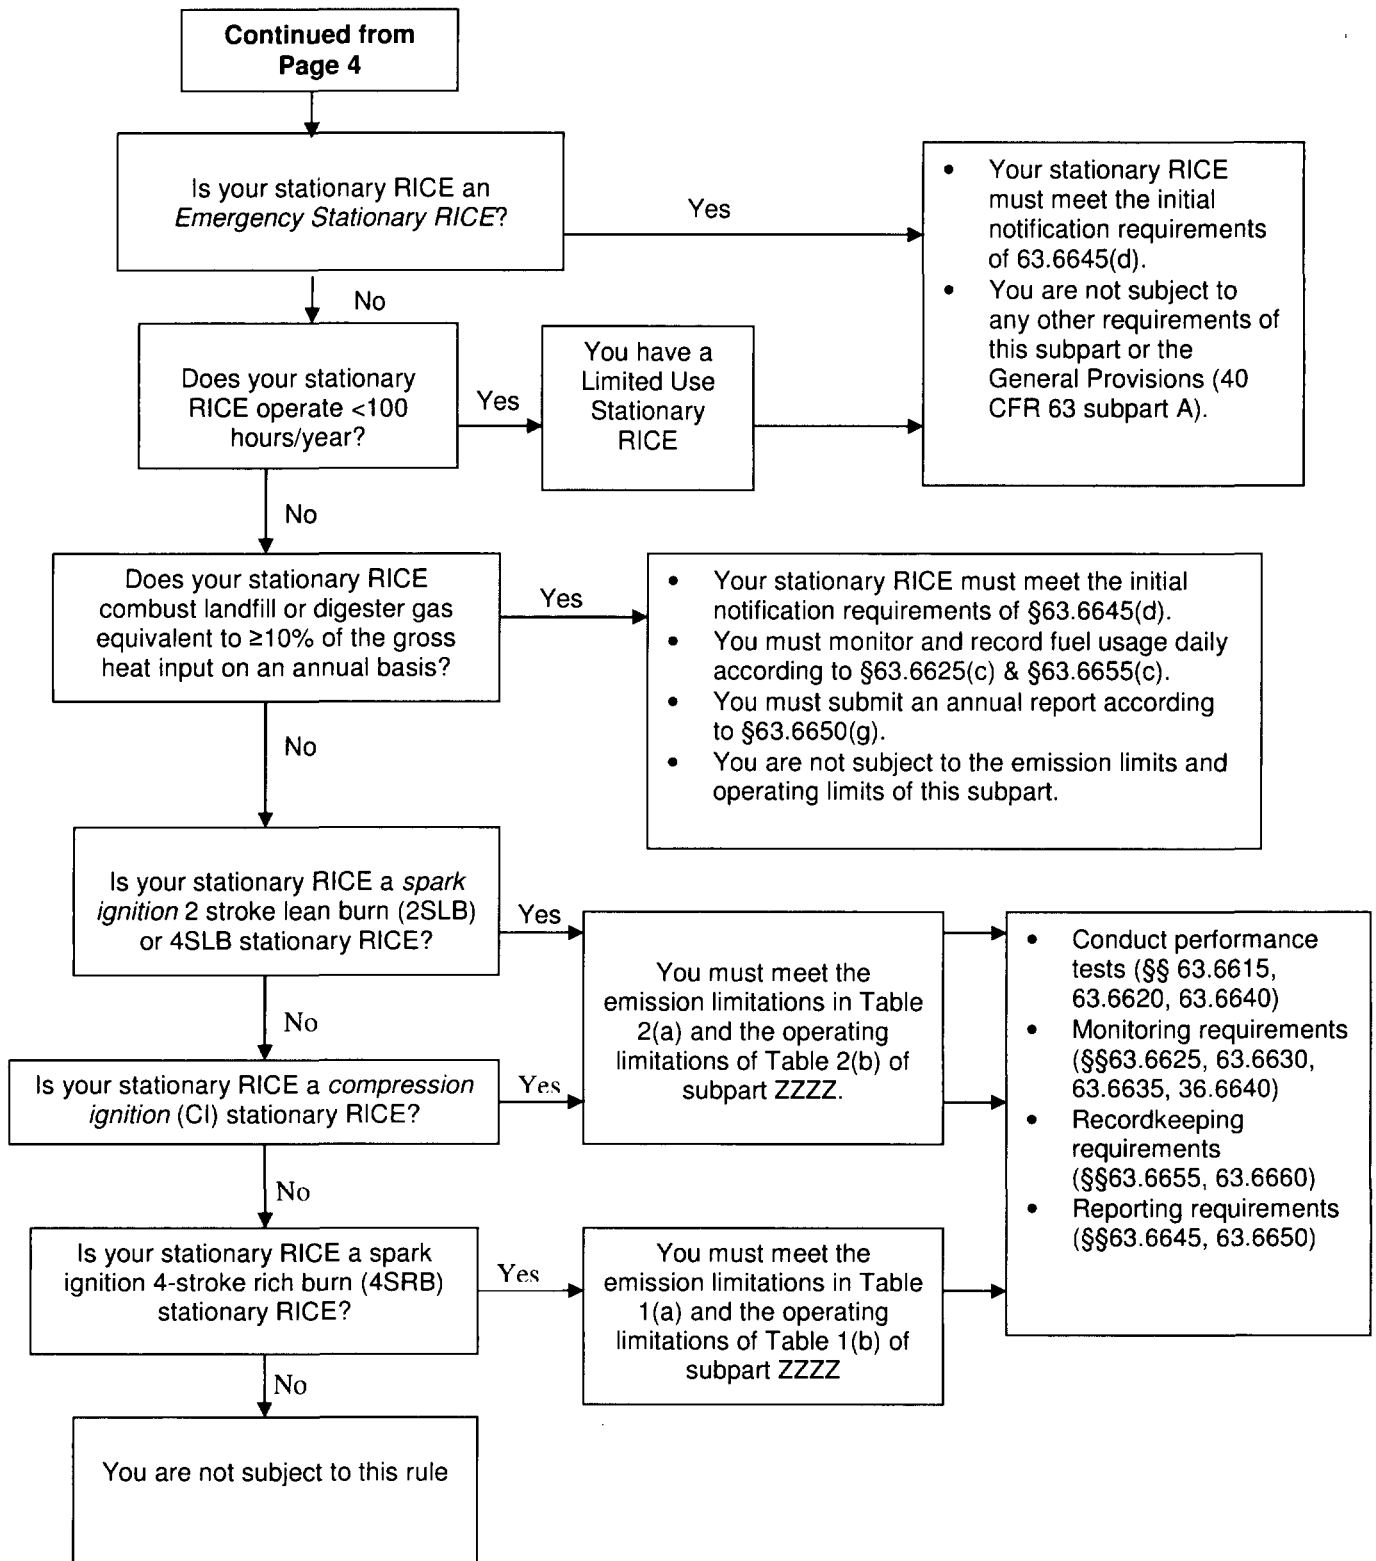 Continued from
Page 4
Is your stationary RICE an
Emergency Stationary RICE?
Yes
• Your stationary RICE
must meet the initial
notification requirements
of 63.6645(d).
• You are not subject to
any other requirements of
this subpart or the
General Provisions (40
CFR 63 subpart A).
No
Does your stationary
RICE operate <100
hours/year?
Yes
You have a
Limited Use
Stationary
RICE
No
Does your stationary RICE
combust landfill or digester gas
equivalent to ≥10% of the gross
heat input on an annual basis?
Yes
• Your stationary RICE must meet the initial
notification requirements of §63.6645(d).
• You must monitor and record fuel usage daily
according to §63.6625(c) & §63.6655(c).
• You must submit an annual report according
to §63.6650(g).
• You are not subject to the emission limits and
operating limits of this subpart.
No
Is your stationary RICE a spark
ignition 2 stroke lean burn (2SLB)
or 4SLB stationary RICE?
Yes
You must meet the
emission limitations in Table
2(a) and the operating
limitations of Table 2(b) of
subpart ZZZZ.
• Conduct performance
tests (§§ 63.6615,
63.6620, 63.6640)
• Monitoring requirements
(§§63.6625, 63.6630,
63.6635, 36.6640)
• Recordkeeping
requirements
(§§63.6655, 63.6660)
• Reporting requirements
(§§63.6645, 63.6650)
No
Is your stationary RICE a compression
ignition (CI) stationary RICE?
Yes
No
Is your stationary RICE a spark
ignition 4-stroke rich burn (4SRB)
stationary RICE?
Yes
You must meet the
emission limitations in Table
1(a) and the operating
limitations of Table 1(b) of
subpart ZZZZ
No
You are not subject to this rule